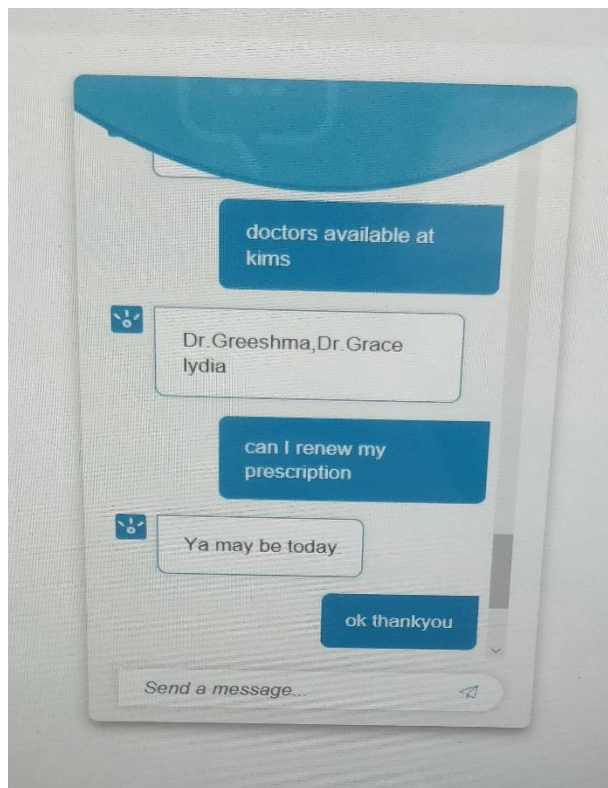 doctors available at
kims
Dr.Greeshma,Dr.Grace
lydia
can I renew my
prescription
Ya may be today
ok thankyou
Send a message...